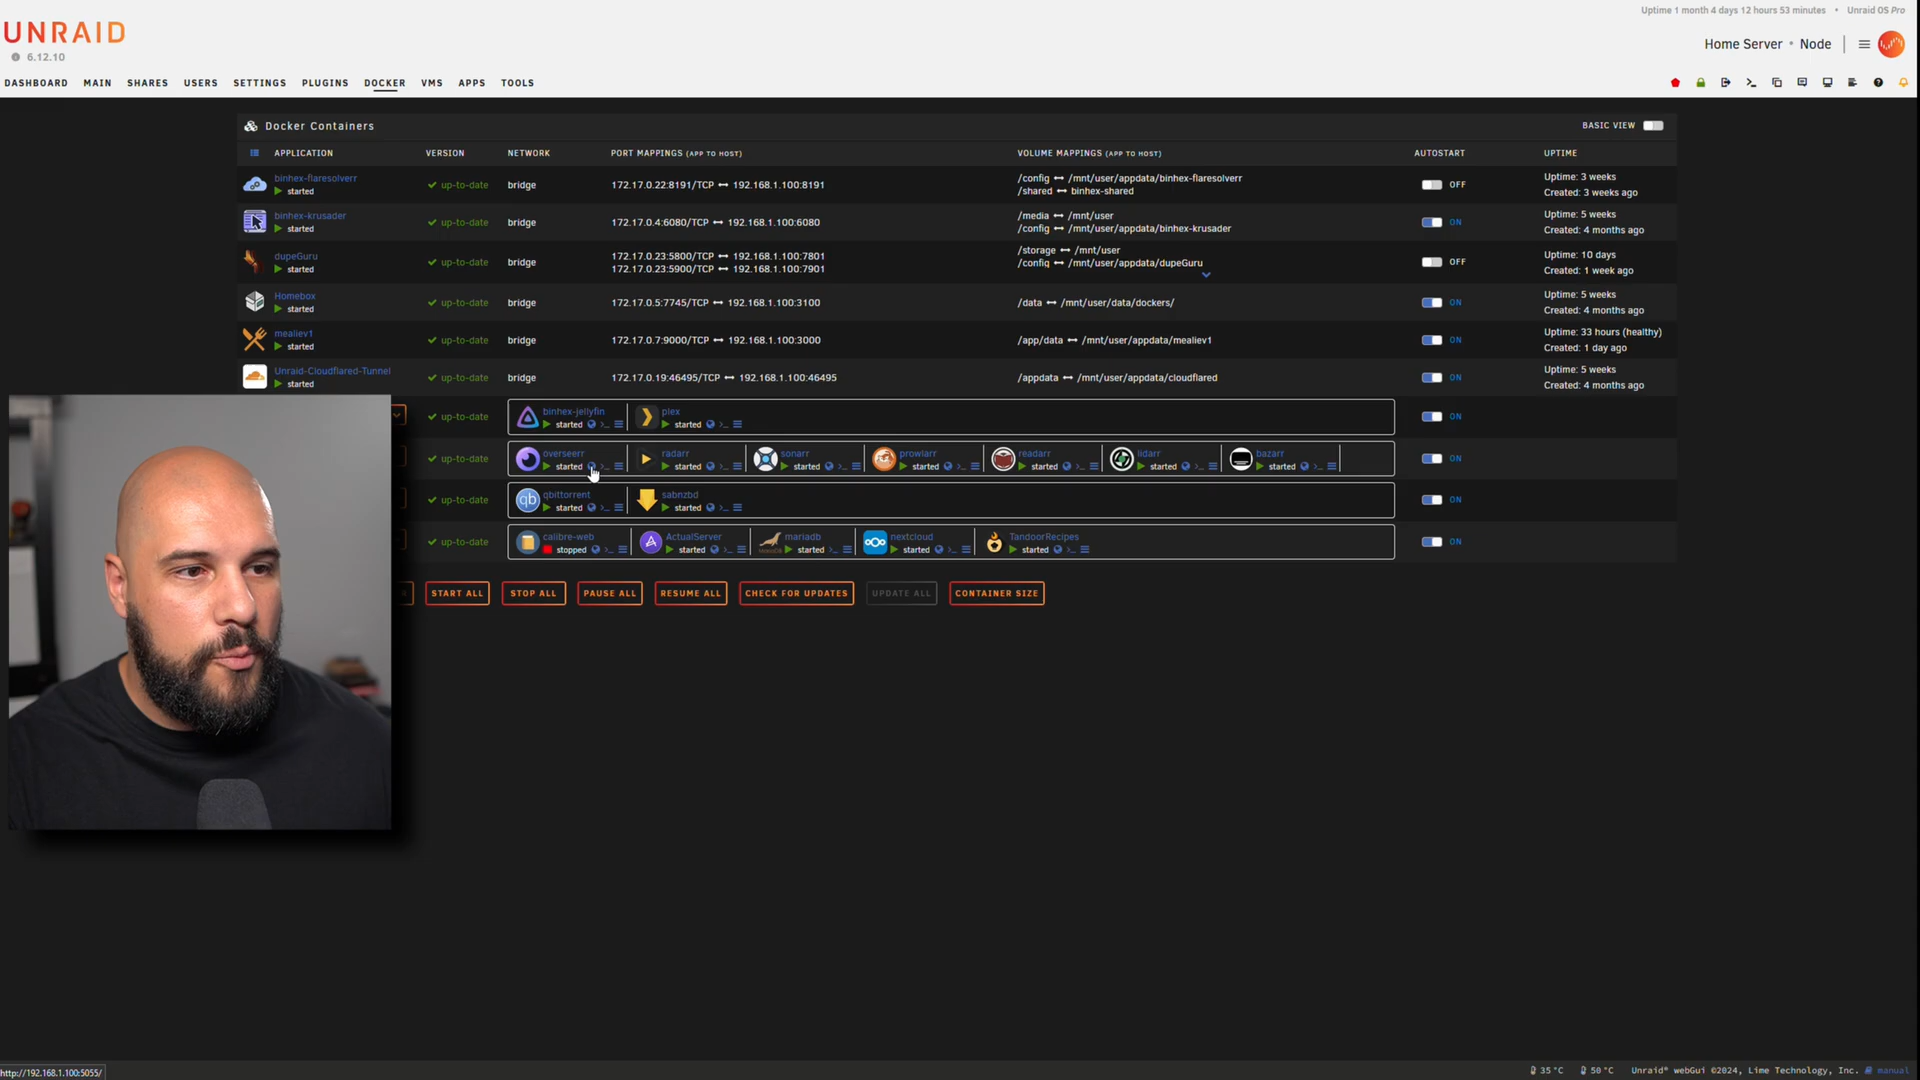 Uptime 1 month 4 days 12 hours 53 minutes • Unraid OS Pro
UNRAID
6.12.10
Home Server • Node
DASHBOARD MAIN SHARES USERS SETTINGS PLUGINS DOCKER VMS APPS TOOLS
Docker Containers
BASIC VIEW
APPLICATION VERSION NETWORK PORT MAPPINGS (APP TO HOST) VOLUME MAPPINGS (APP TO HOST) AUTOSTART UPTIME
binhex-flaresolverr
started
up-to-date
bridge
172.17.0.22:8191/TCP ↔ 192.168.1.100:8191
/config ↔ /mnt/user/appdata/binhex-flaresolverr
/shared ↔ binhex-shared
OFF
Uptime: 3 weeks
Created: 3 weeks ago
binhex-krusader
started
up-to-date
bridge
172.17.0.4:6080/TCP ↔ 192.168.1.100:6080
/media ↔ /mnt/user
/config ↔ /mnt/user/appdata/binhex-krusader
ON
Uptime: 5 weeks
Created: 4 months ago
dupeGuru
started
up-to-date
bridge
172.17.0.23:5800/TCP ↔ 192.168.1.100:7801
172.17.0.23:5900/TCP ↔ 192.168.1.100:7901
/storage ↔ /mnt/user
/config ↔ /mnt/user/appdata/dupeGuru
OFF
Uptime: 10 days
Created: 1 week ago
Homebox
started
up-to-date
bridge
172.17.0.5:7745/TCP ↔ 192.168.1.100:3100
/data ↔ /mnt/user/data/dockers/
ON
Uptime: 5 weeks
Created: 4 months ago
mealiev1
started
up-to-date
bridge
172.17.0.7:9000/TCP ↔ 192.168.1.100:3000
/app/data ↔ /mnt/user/appdata/mealiev1
ON
Uptime: 33 hours (healthy)
Created: 1 day ago
Unraid-Cloudflared-Tunnel
started
up-to-date
bridge
172.17.0.19:46495/TCP ↔ 192.168.1.100:46495
/appdata ↔ /mnt/user/appdata/cloudflared
ON
Uptime: 5 weeks
Created: 4 months ago
up-to-date
binhex-jellyfin plex
started started
ON
up-to-date
overseerr radarr sonarr prowlarr readarr lidarr bazarr
started started started started started started started
ON
up-to-date
qbittorrent sabnzbd
qb started started
ON
up-to-date
calibre-web ActualServer mariadb nextcloud TandoorRecipes
stopped started started started started
ON
START ALL STOP ALL PAUSE ALL RESUME ALL CHECK FOR UPDATES UPDATE ALL CONTAINER SIZE
http://192.168.1.100:5055/
35 °C 50 °C Unraid® webGui ©2024, Lime Technology, Inc. manual